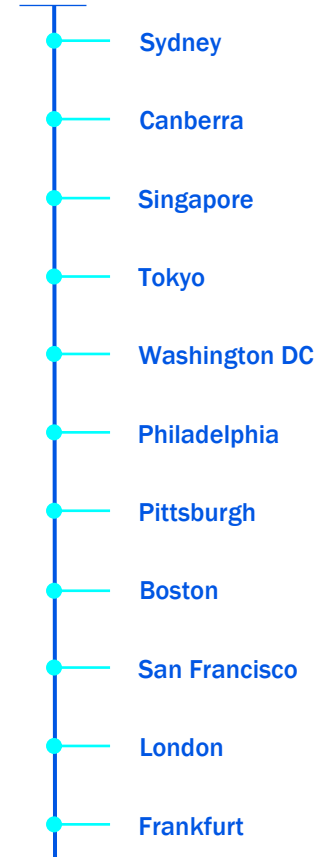 Sydney
Canberra
Singapore
Tokyo
Washington DC
Philadelphia
Pittsburgh
Boston
San Francisco
London
Frankfurt